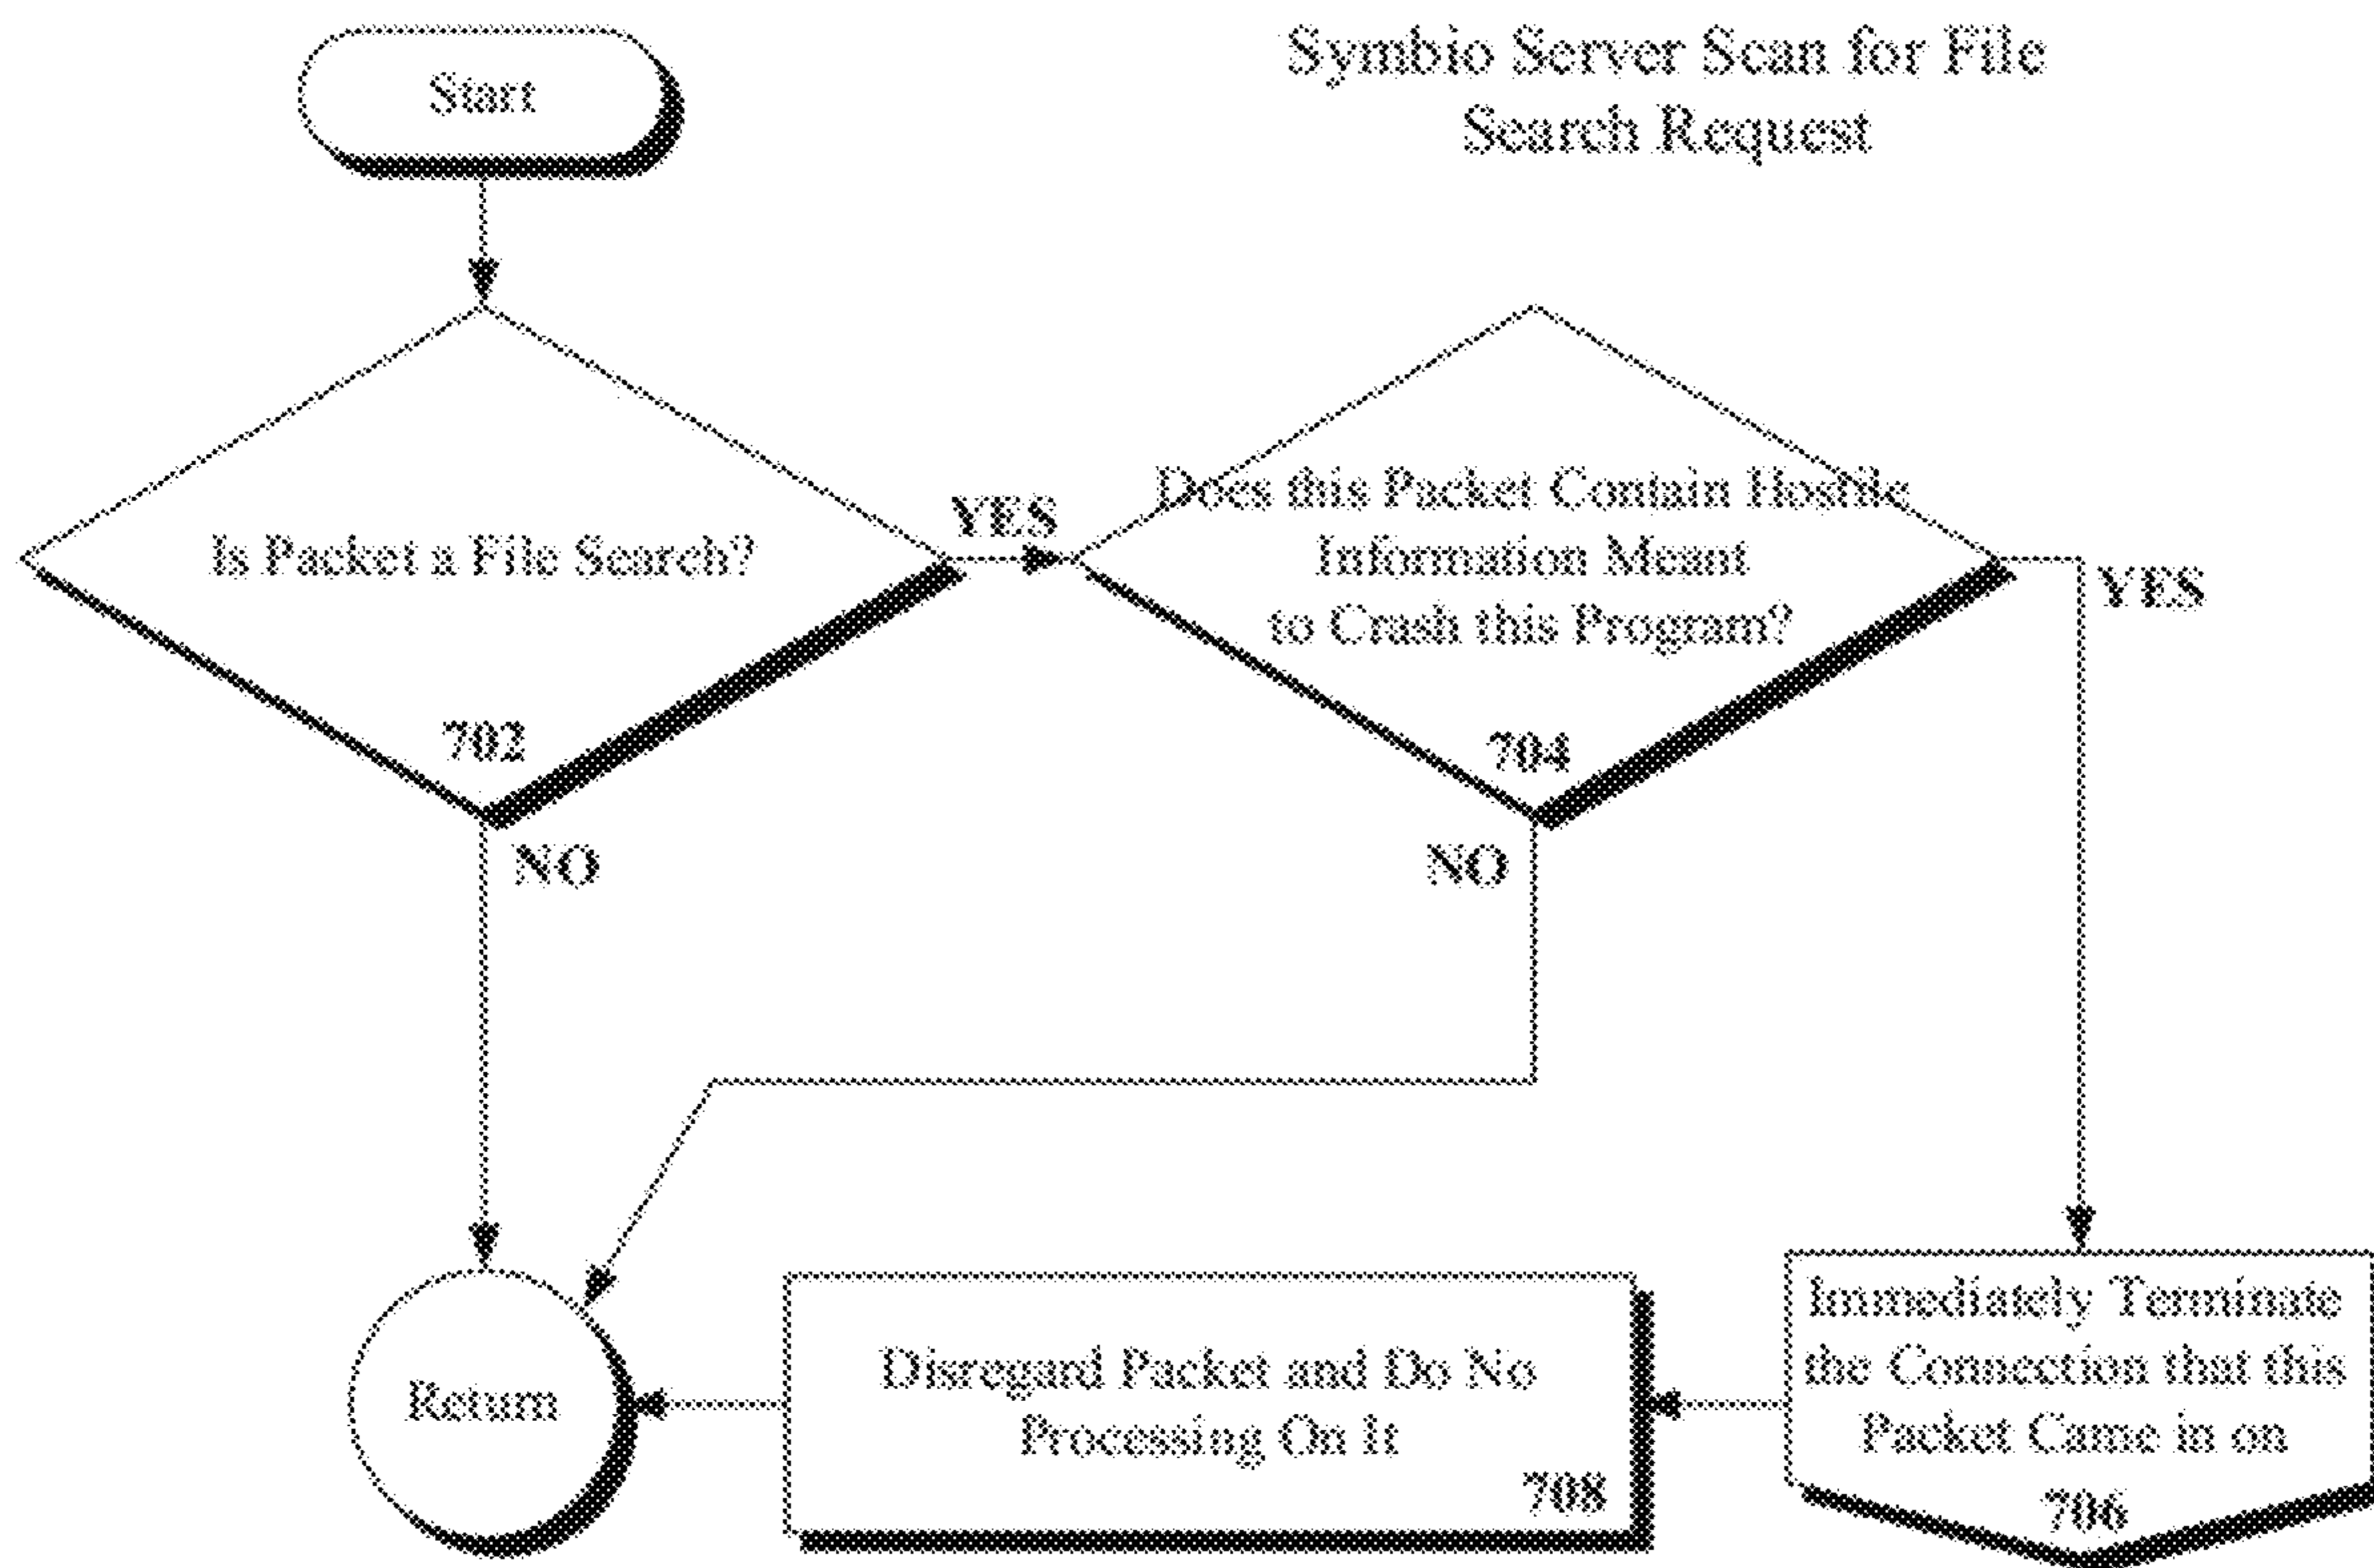 Symbio Server Scan for File
Search Request
Start
Is Packet a File Search?
702
YES
NO
Does this Packet Contain Hostile
Information Meant
to Crash this Program?
704
YES
NO
Immediately Terminate
the Connection that this
Packet Came in on
706
Disregard Packet and Do No
Processing On It
708
Return